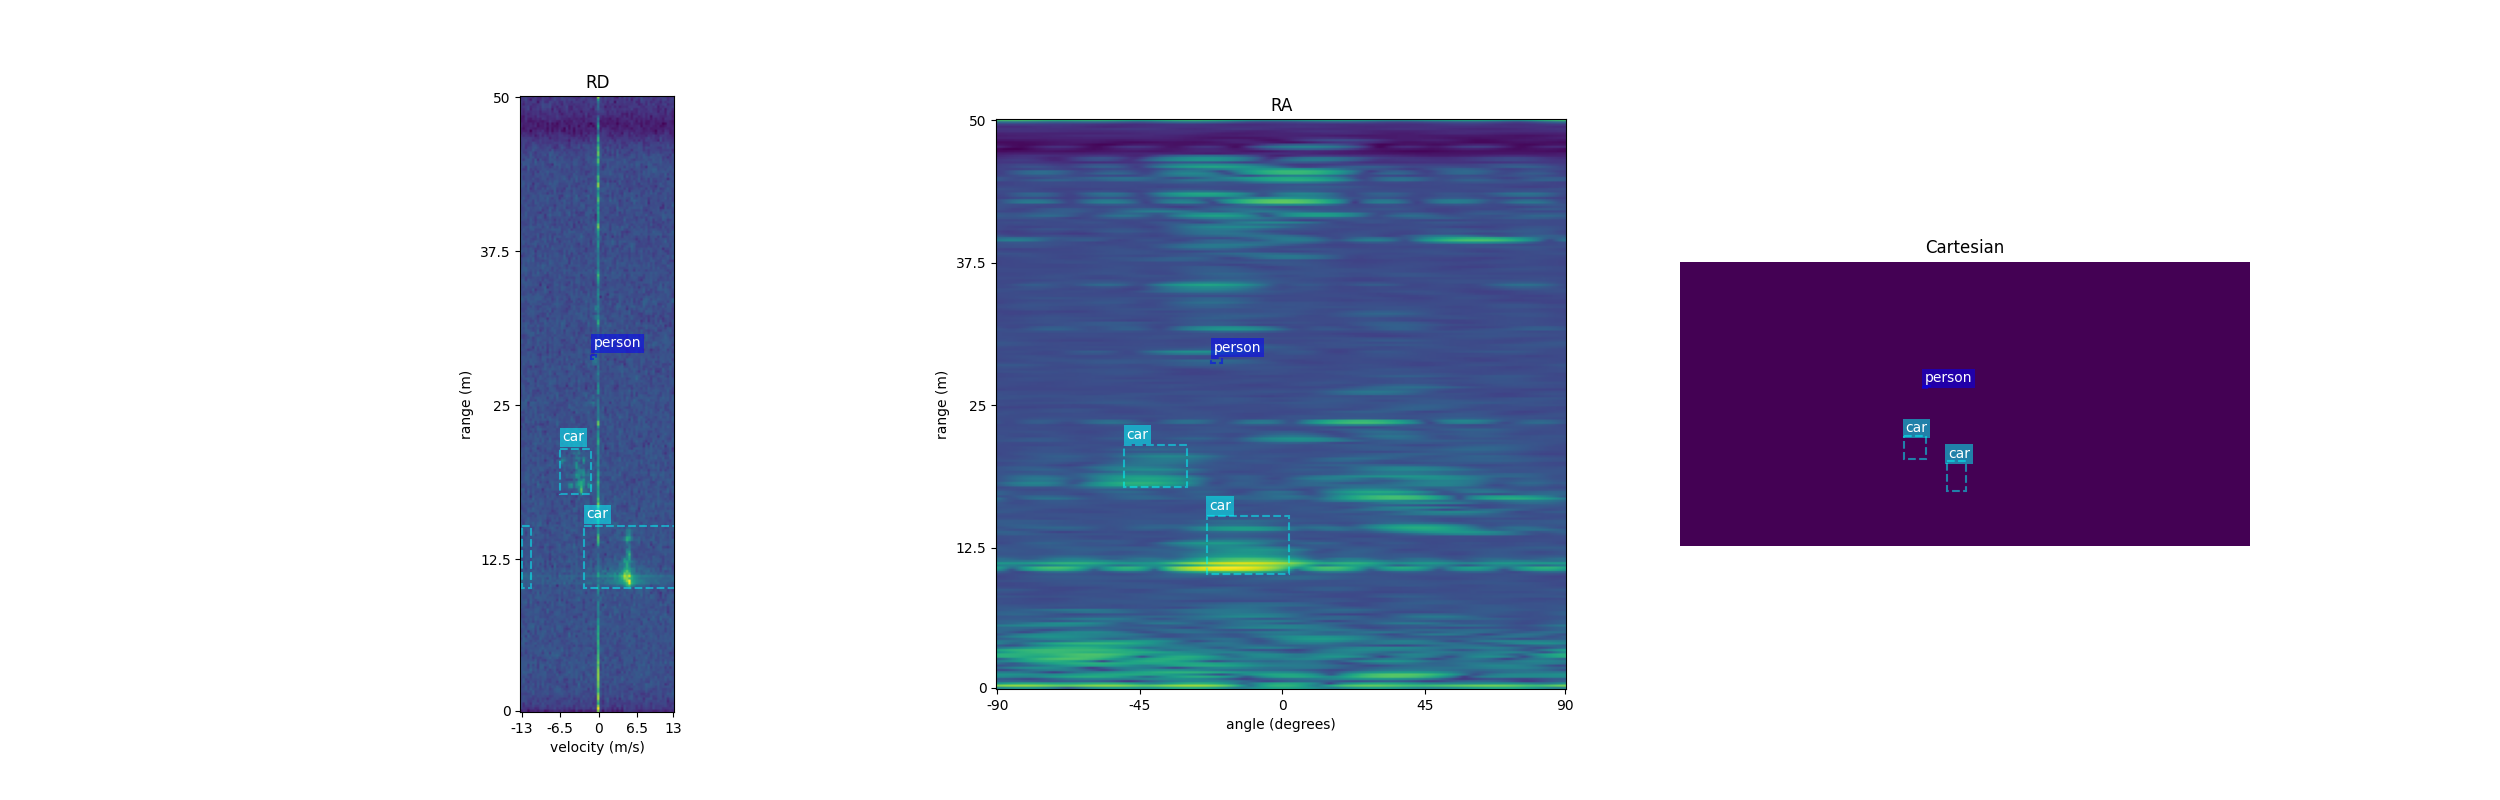 RD
50
37.5
25
12.5
0
range (m)
person
car
car
-13 -6.5 0 6.5 13
velocity (m/s)
RA
50
37.5
25
12.5
0
range (m)
person
car
car
-90 -45 0 45 90
angle (degrees)
Cartesian
person
car
car